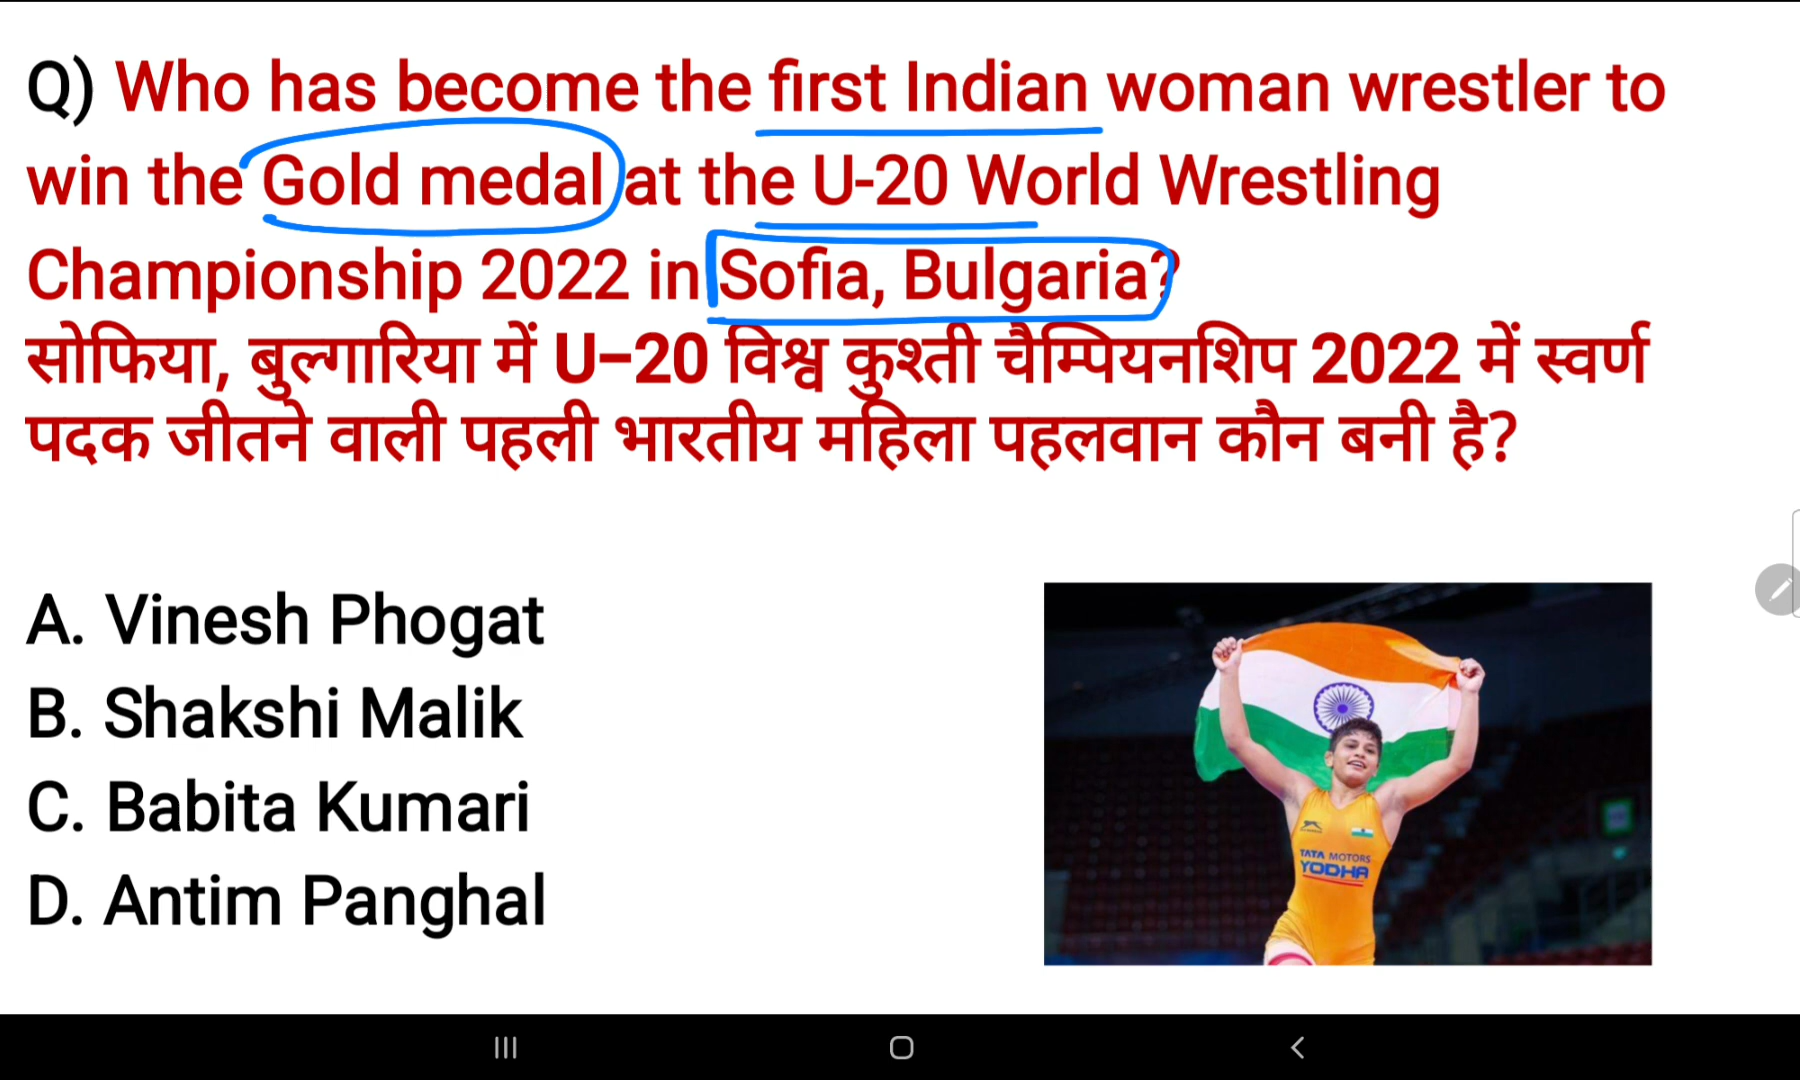 Q) Who has become the first Indian woman wrestler to
win the Gold medal at the U-20 World Wrestling
Championship 2022 in Sofia, Bulgaria?
सोफिया, बुल्गारिया में U-20 विश्व कुश्ती चैम्पियनशिप 2022 में स्वर्ण
पदक जीतने वाली पहली भारतीय महिला पहलवान कौन बनी है?
A. Vinesh Phogat
B. Shakshi Malik
C. Babita Kumari
D. Antim Panghal
TATA MOTORS
YODHA